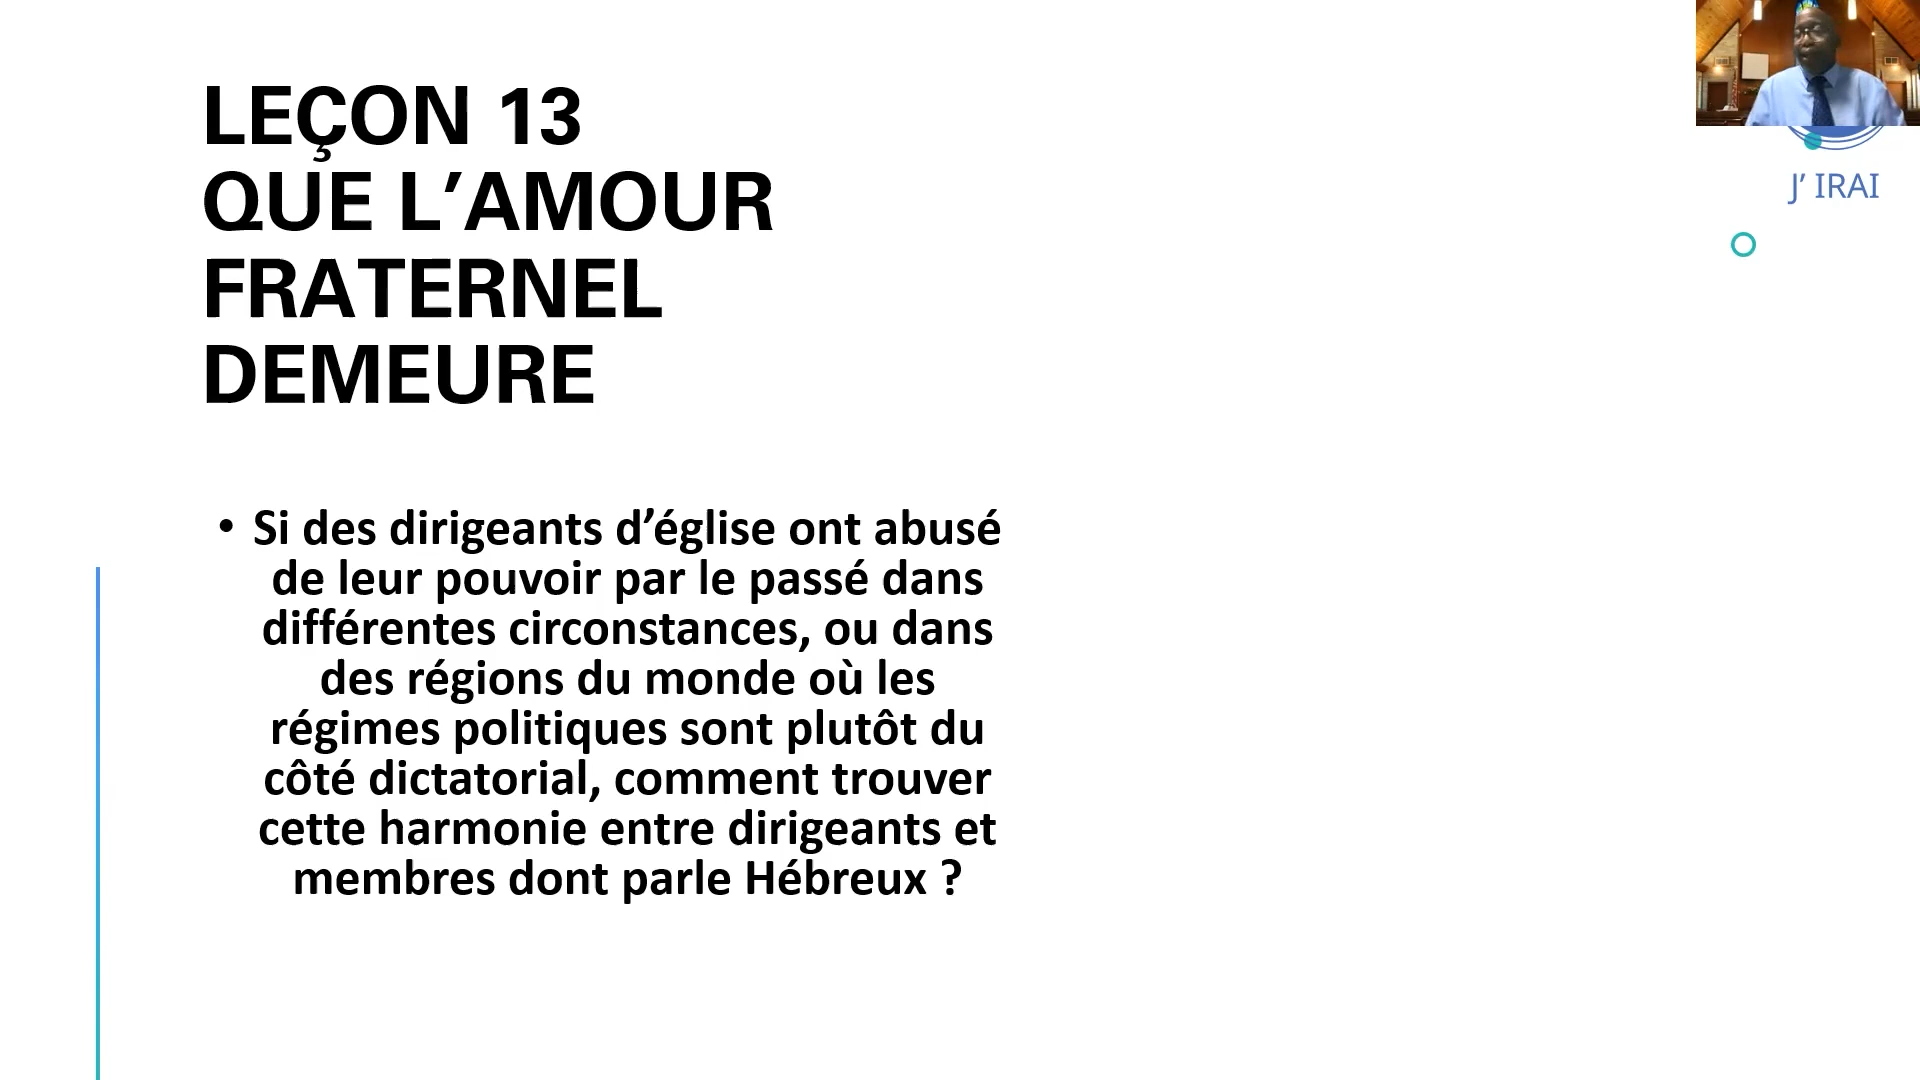 LEÇON 13
QUE L’AMOUR
FRATERNEL
DEMEURE
J’ IRAI
• Si des dirigeants d’église ont abusé
de leur pouvoir par le passé dans
différentes circonstances, ou dans
des régions du monde où les
régimes politiques sont plutôt du
côté dictatorial, comment trouver
cette harmonie entre dirigeants et
membres dont parle Hébreux ?